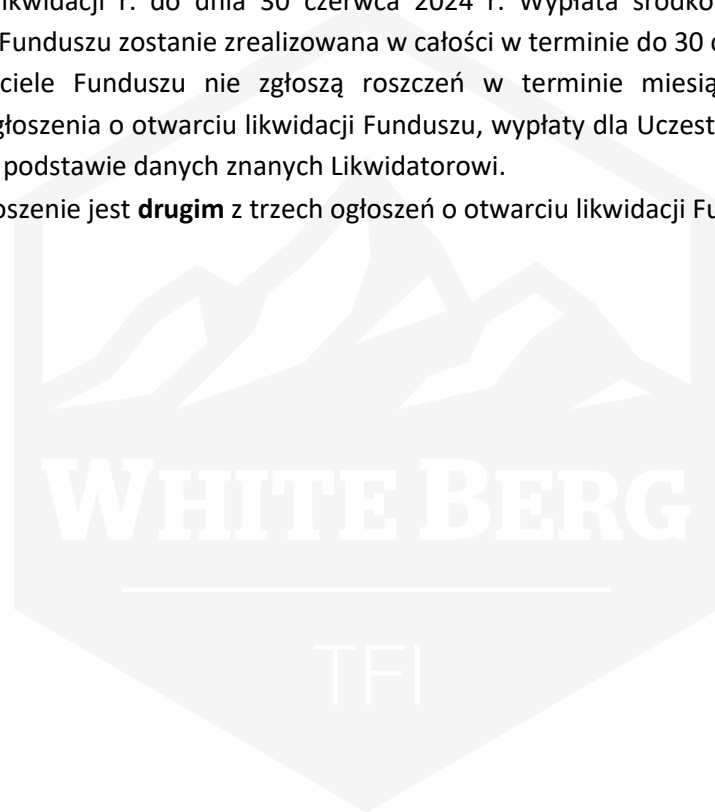 likwidacji r. do dnia 30 czerwca 2024 r. Wypłata środkó
Funduszu zostanie zrealizowana w całości w terminie do 30
ciele Funduszu nie zgłoszą roszczeń w terminie miesią
głoszenia o otwarciu likwidacji Funduszu, wypłaty dla Uczest
podstawie danych znanych Likwidatorowi.
oszenie jest drugim z trzech ogłoszeń o otwarciu likwidacji Fu
WHITE BERG
TFI